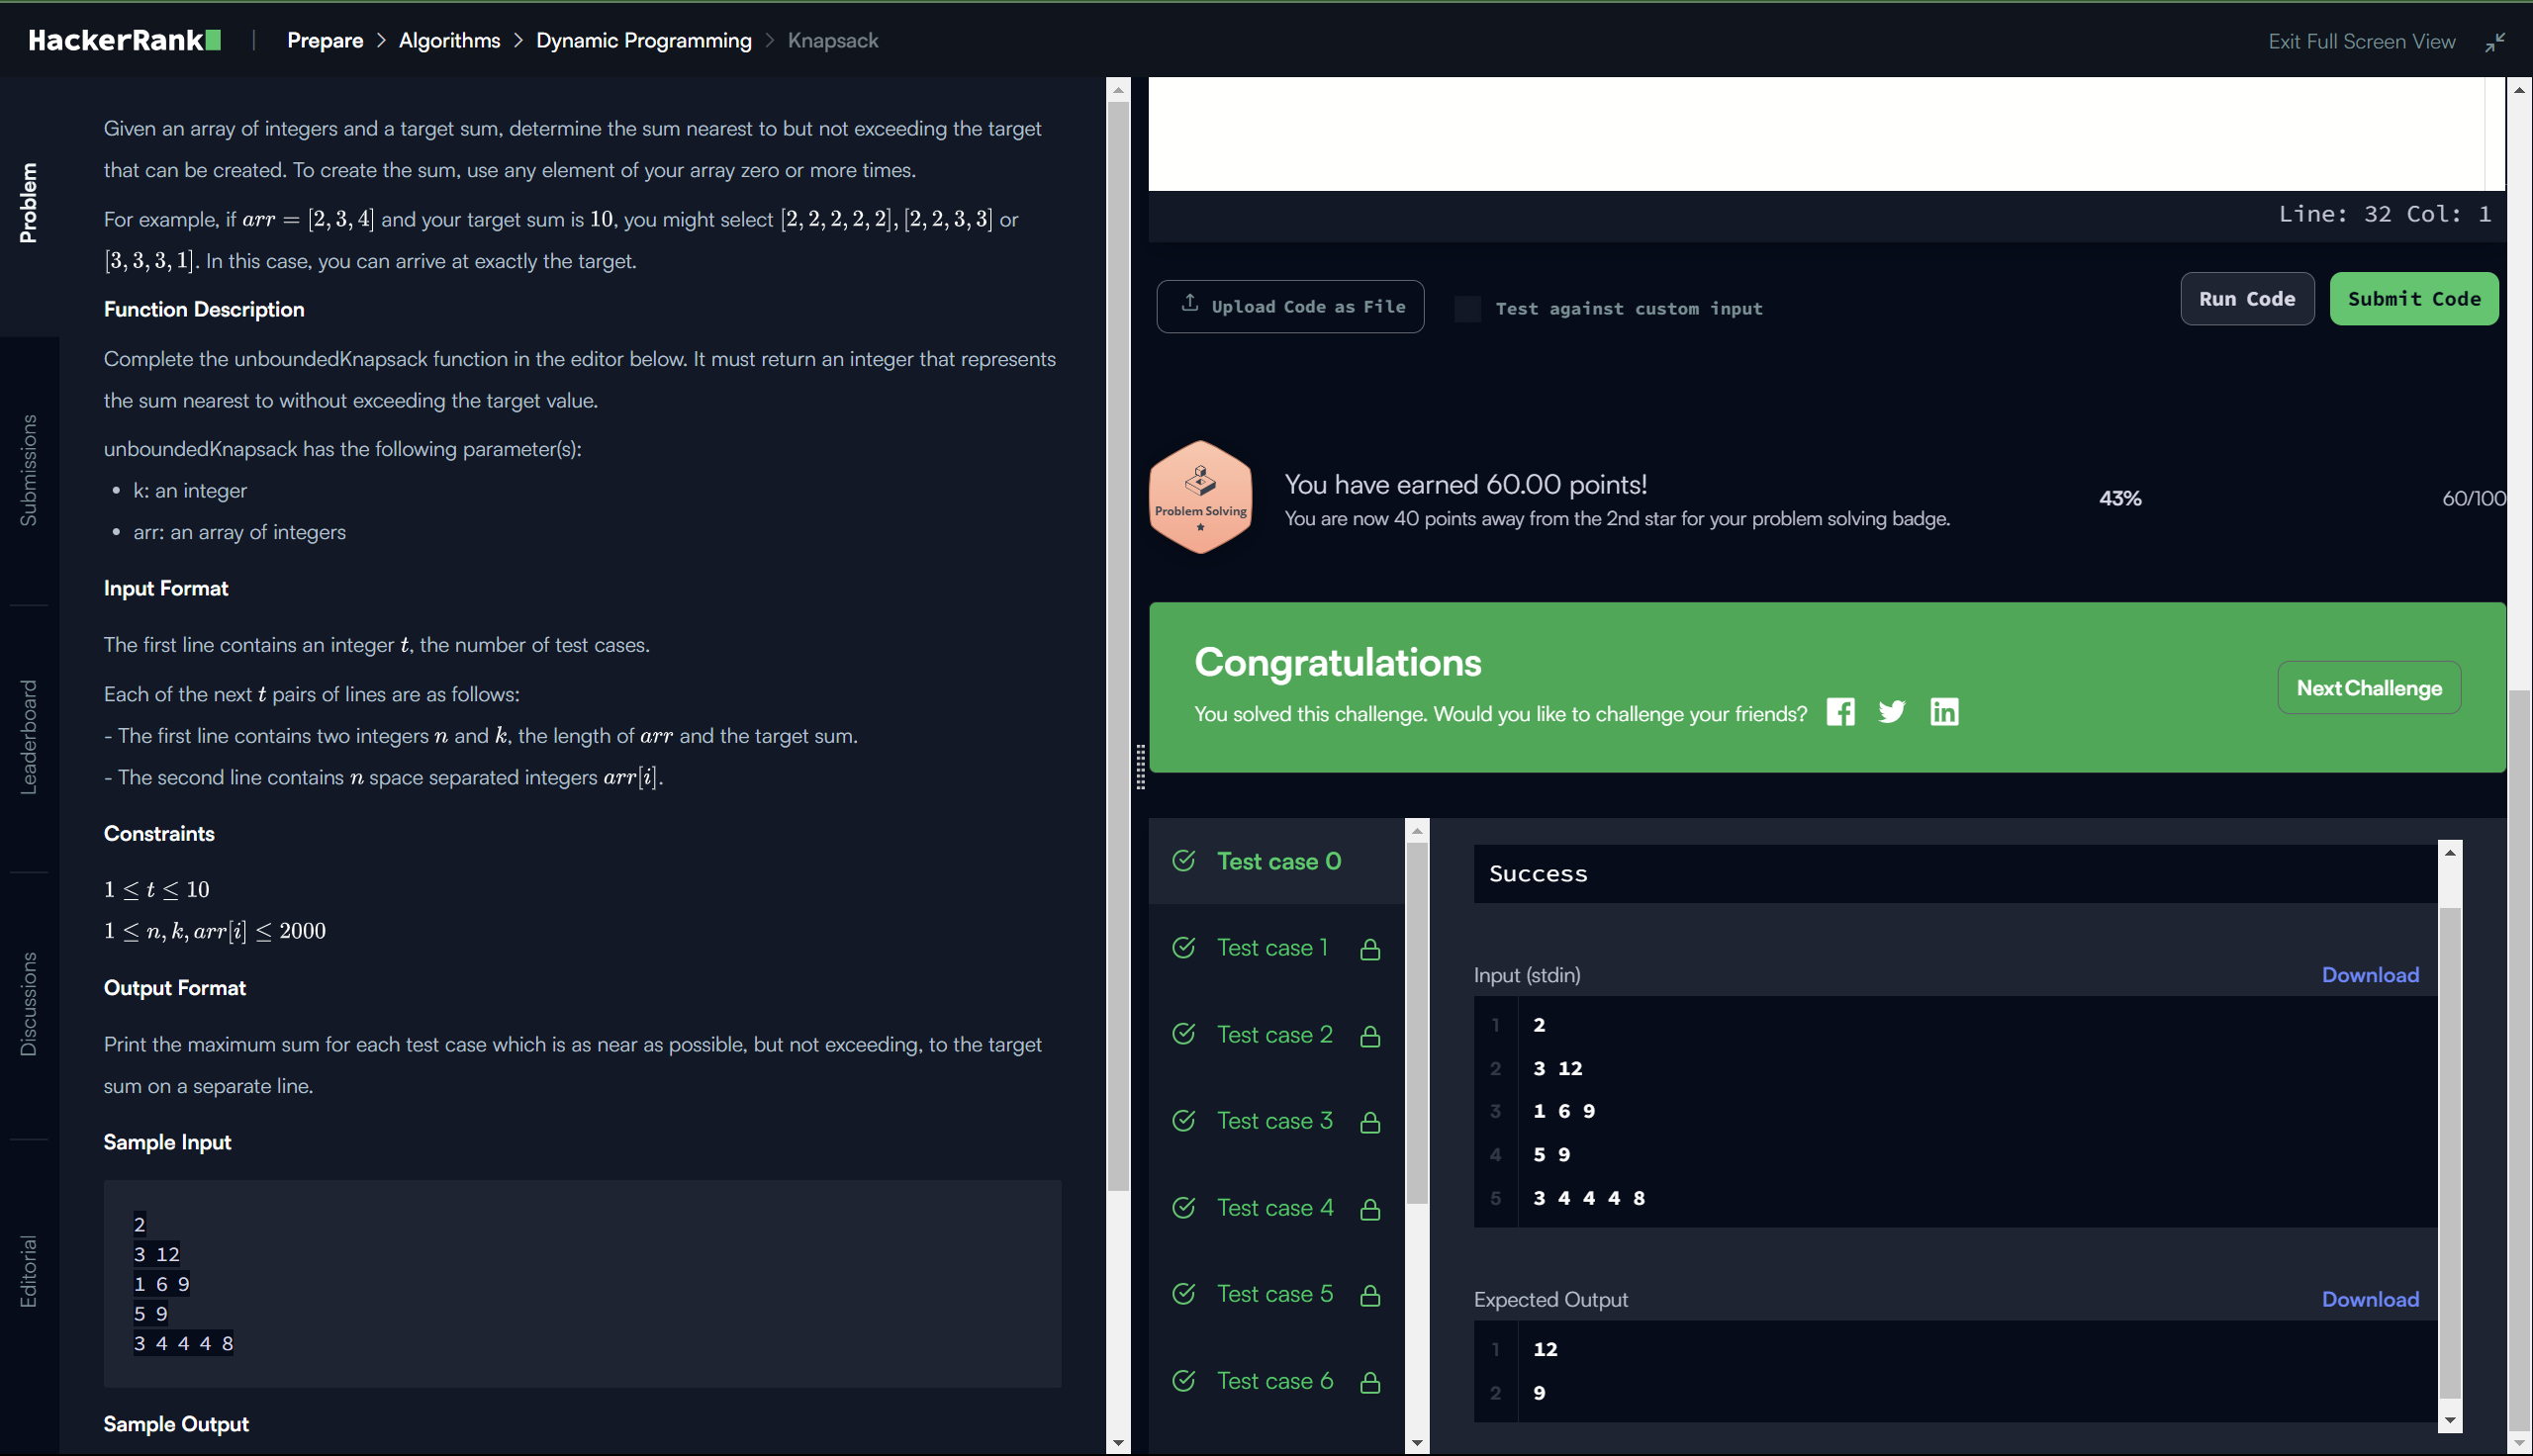 HackerRank
Prepare > Algorithms > Dynamic Programming > Knapsack
Exit Full Screen View
Problem
Submissions
Leaderboard
Discussions
Editorial
Given an array of integers and a target sum, determine the sum nearest to but not exceeding the target
that can be created. To create the sum, use any element of your array zero or more times.
For example, if arr = [2, 3, 4] and your target sum is 10, you might select [2, 2, 2, 2, 2], [2, 2, 3, 3] or
[3, 3, 3, 1]. In this case, you can arrive at exactly the target.
Function Description
Complete the unboundedKnapsack function in the editor below. It must return an integer that represents
the sum nearest to without exceeding the target value.
unboundedKnapsack has the following parameter(s):
• k: an integer
• arr: an array of integers
Input Format
The first line contains an integer t, the number of test cases.
Each of the next t pairs of lines are as follows:
- The first line contains two integers n and k, the length of arr and the target sum.
- The second line contains n space separated integers arr[i].
Constraints
1 ≤ t ≤ 10
1 ≤ n, k, arr[i] ≤ 2000
Output Format
Print the maximum sum for each test case which is as near as possible, but not exceeding, to the target
sum on a separate line.
Sample Input
2
3 12
1 6 9
5 9
3 4 4 4 8
Sample Output
Line: 32 Col: 1
Upload Code as File
Test against custom input
Run Code
Submit Code
Problem Solving
You have earned 60.00 points!
You are now 40 points away from the 2nd star for your problem solving badge.
43%
60/100
Congratulations
You solved this challenge. Would you like to challenge your friends?
Next Challenge
Test case 0
Test case 1
Test case 2
Test case 3
Test case 4
Test case 5
Test case 6
Success
Input (stdin)
Download
1 2
2 3 12
3 1 6 9
4 5 9
5 3 4 4 4 8
Expected Output
Download
1 12
2 9